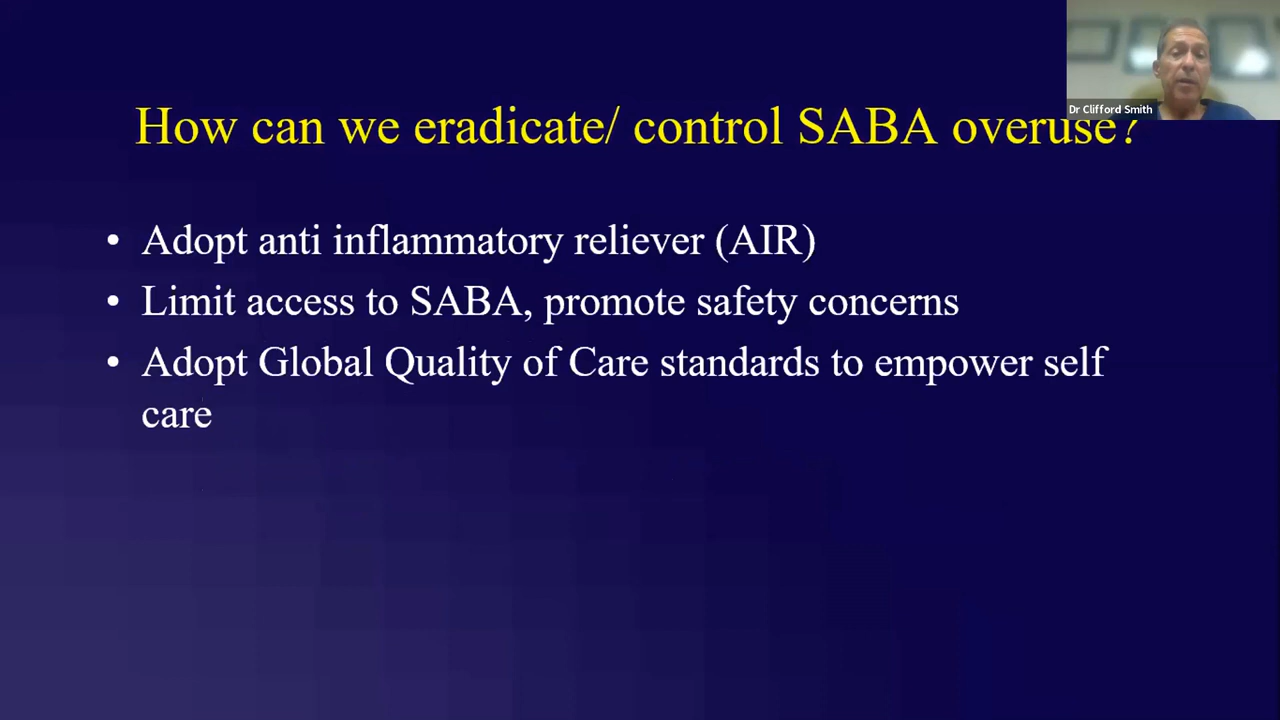 How can we eradicate/ control SABA overuse?
Dr Clifford Smith
• Adopt anti inflammatory reliever (AIR)
• Limit access to SABA, promote safety concerns
• Adopt Global Quality of Care standards to empower self
care